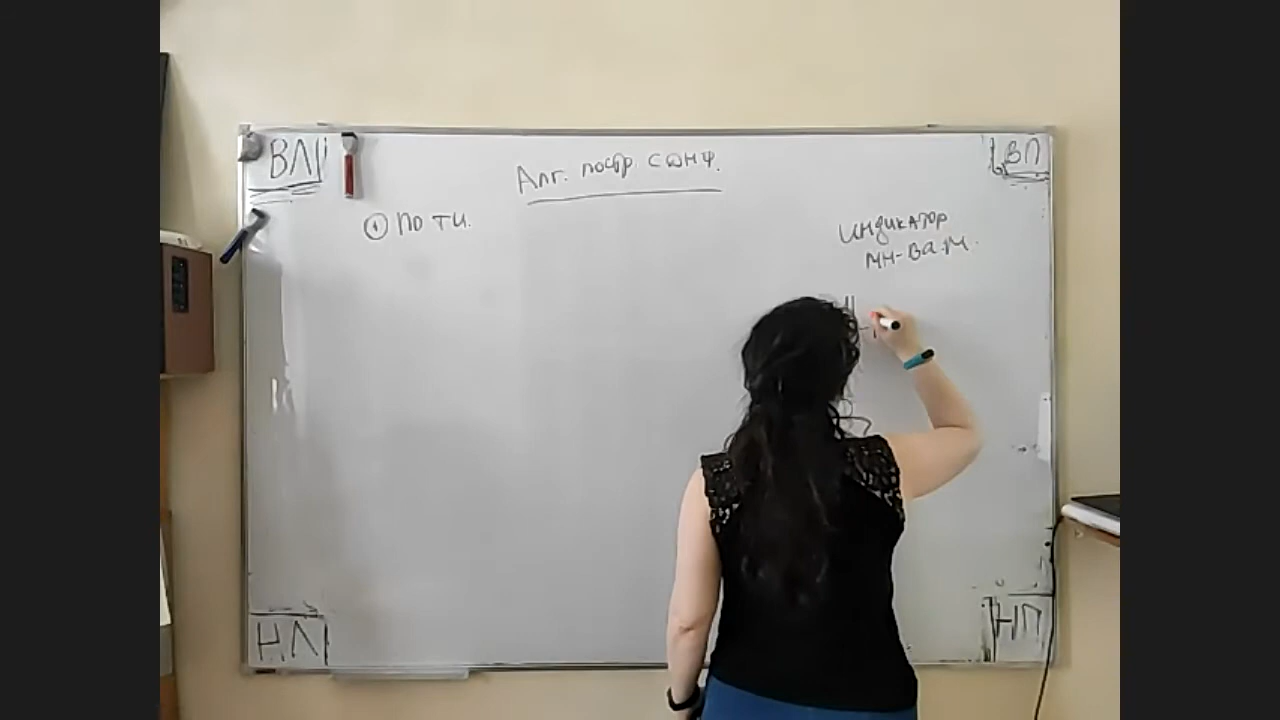 ВЛ
Алг. постр СДНФ.
ВП
① по ТИ.
Индикатор
мн-ва M.
НЛ
НП